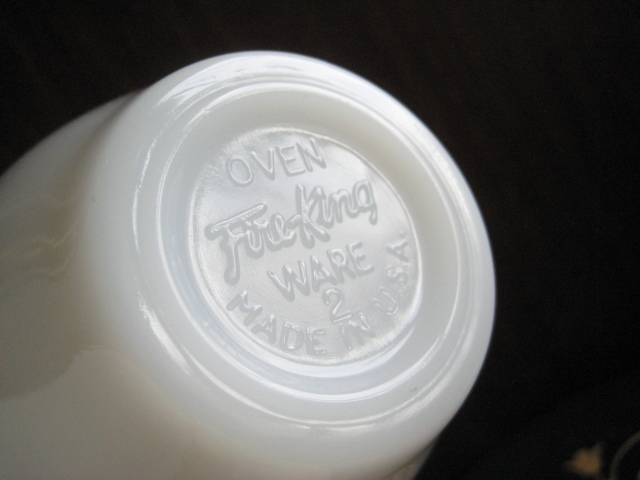 OVEN
Fire-King
WARE
2
MADE IN U.S.A.